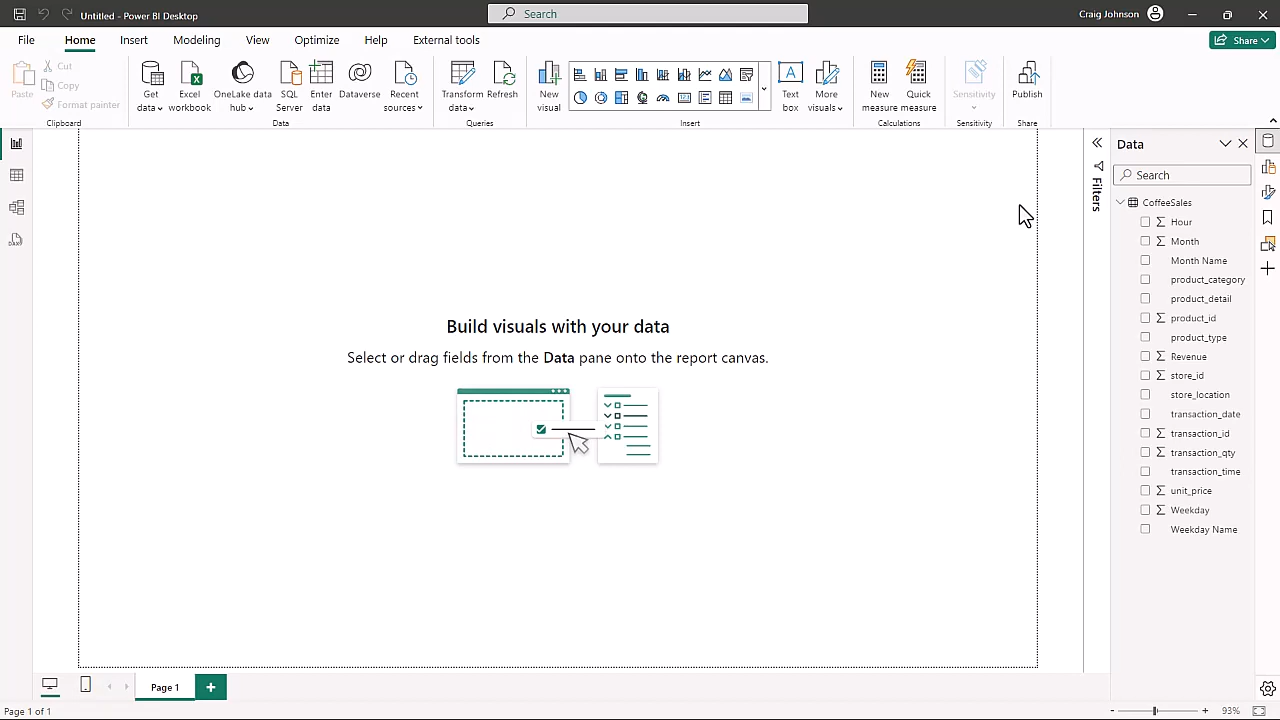 Untitled - Power BI Desktop
Search
Craig Johnson
File
Home
Insert
Modeling
View
Optimize
Help
External tools
Share
Paste
Cut
Copy
Format painter
Clipboard
Get data
Excel workbook
OneLake data hub
SQL Server
Enter data
Dataverse
Recent sources
Data
Transform data
Refresh
Queries
New visual
Text box
More visuals
Insert
New measure
Quick measure
Calculations
Sensitivity
Sensitivity
Publish
Share
Build visuals with your data
Select or drag fields from the Data pane onto the report canvas.
Filters
Data
Search
CoffeeSales
Hour
Month
Month Name
product_category
product_detail
product_id
product_type
Revenue
store_id
store_location
transaction_date
transaction_id
transaction_qty
transaction_time
unit_price
Weekday
Weekday Name
Page 1
Page 1 of 1
93%